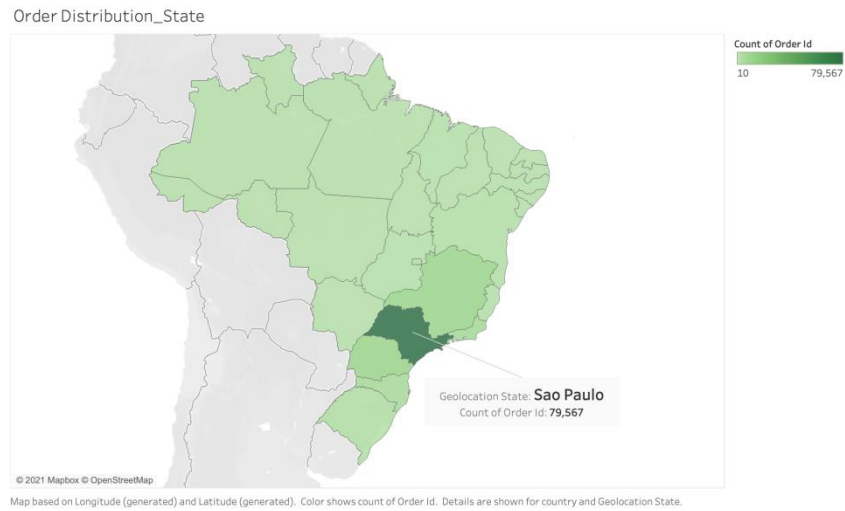 Order Distribution_State
Count of Order Id
10 79,567
Geolocation State: Sao Paulo
Count of Order Id: 79,567
© 2021 Mapbox © OpenStreetMap
Map based on Longitude (generated) and Latitude (generated). Color shows count of Order Id. Details are shown for country and Geolocation State.